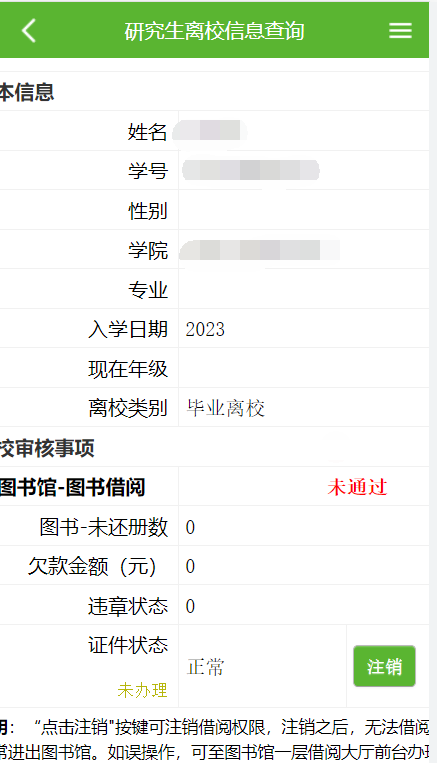 研究生离校信息查询
本信息
姓名
学号
性别
学院
专业
入学日期 2023
现在年级
离校类别 毕业离校
校审核事项
图书馆-图书借阅 未通过
图书-未还册数 0
欠款金额（元） 0
违章状态 0
证件状态 正常 注销
未办理
明：“点击注销"按键可注销借阅权限，注销之后，无法借阅
常进出图书馆。如误操作，可至图书馆一层借阅大厅前台办理